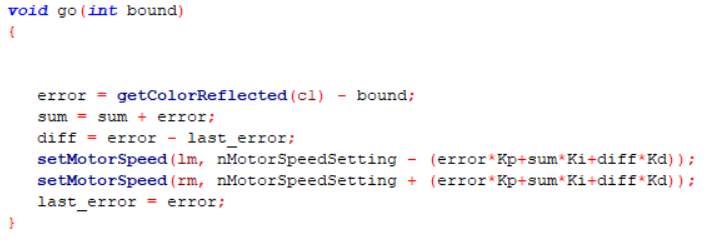 void go(int bound)
{
error = getColorReflected(c1) - bound;
sum = sum + error;
diff = error - last_error;
setMotorSpeed(lm, nMotorSpeedSetting - (error*Kp+sum*Ki+diff*Kd));
setMotorSpeed(rm, nMotorSpeedSetting + (error*Kp+sum*Ki+diff*Kd));
last_error = error;
}